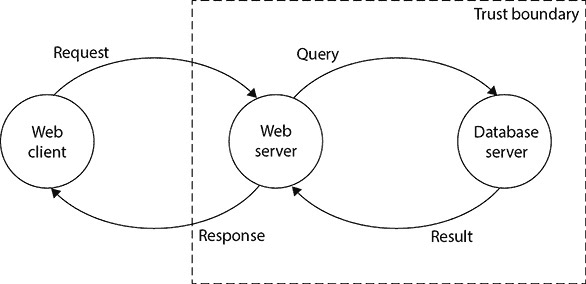 Trust boundary
Request
Query
Web
client
Web
server
Database
server
Response
Result